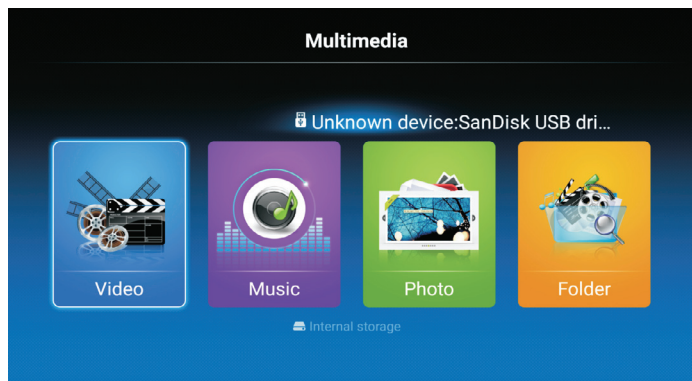 Multimedia
Unknown device:SanDisk USB dri...
Video
Music
Photo
Folder
Internal storage